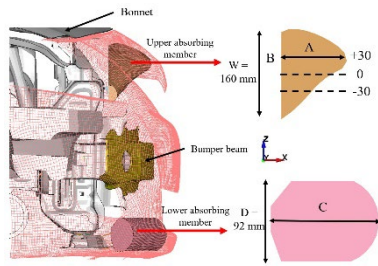 Bonnet
Upper absorbing
member
W =
160 mm
B
A
+30
0
-30
Bumper beam
Z
X
Lower absorbing
member
D =
92 mm
C